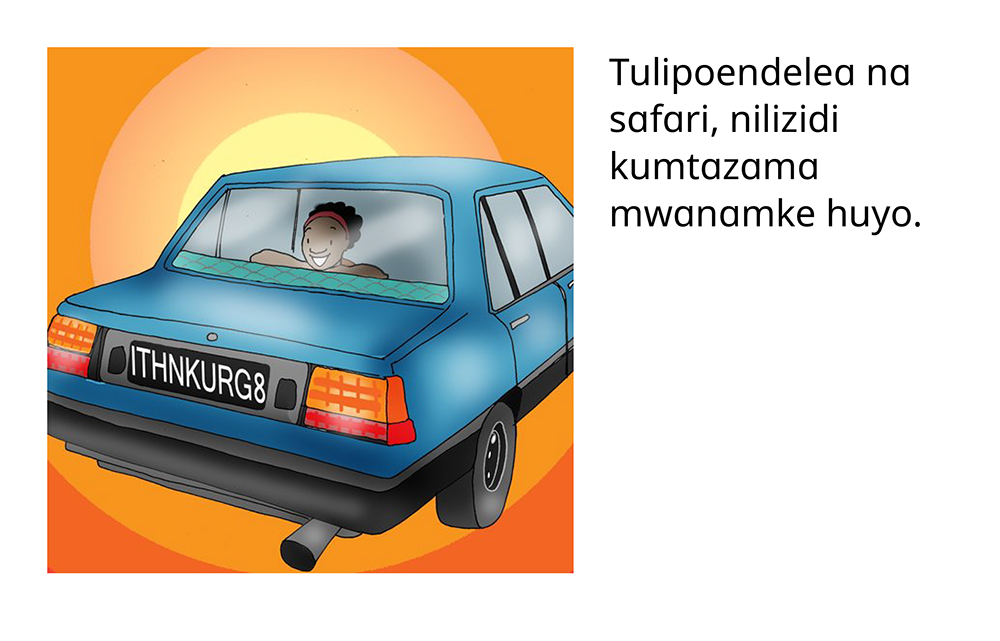 Tulipoendelea na
safari, nilizidi
kumtazama
mwanamke huyo.
ITHNKURG8